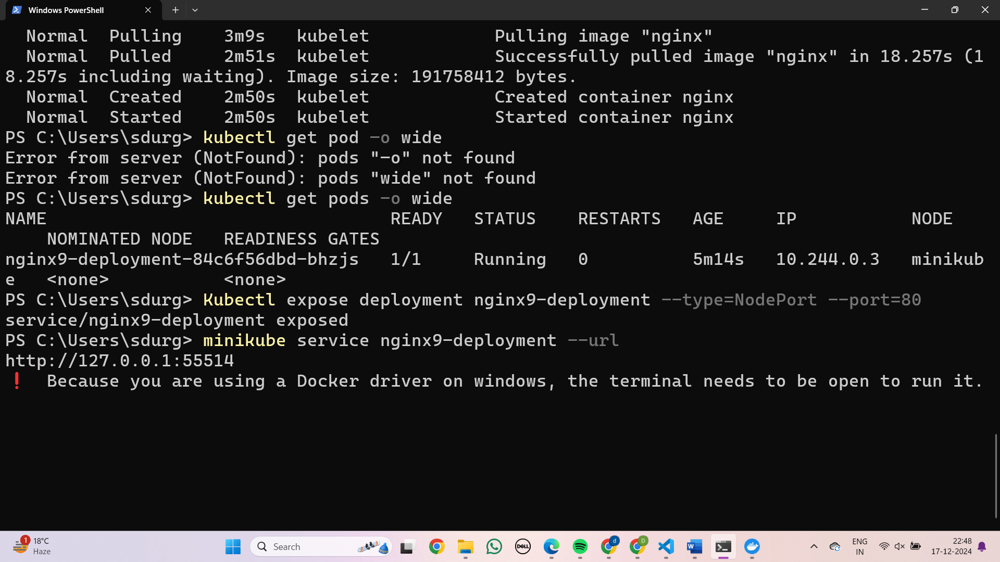 Windows PowerShell
Normal Pulling 3m9s kubelet Pulling image "nginx"
Normal Pulled 2m51s kubelet Successfully pulled image "nginx" in 18.257s (1
8.257s including waiting). Image size: 191758412 bytes.
Normal Created 2m50s kubelet Created container nginx
Normal Started 2m50s kubelet Started container nginx
PS C:\Users\sdurg> kubectl get pod –o wide
Error from server (NotFound): pods "–o" not found
Error from server (NotFound): pods "wide" not found
PS C:\Users\sdurg> kubectl get pods -o wide
NAME READY STATUS RESTARTS AGE IP NODE
NOMINATED NODE READINESS GATES
nginx9-deployment-84c6f56dbd-bhzjs 1/1 Running 0 5m14s 10.244.0.3 minikub
e <none> <none>
PS C:\Users\sdurg> Kubectl expose deployment nginx9-deployment --type=NodePort --port=80
service/nginx9-deployment exposed
PS C:\Users\sdurg> minikube service nginx9-deployment --url
http://127.0.0.1:55514
❗ Because you are using a Docker driver on windows, the terminal needs to be open to run it.
1
18°C
Haze
Search
DELL
d
D
W
ENG
IN
22:48
17-12-2024